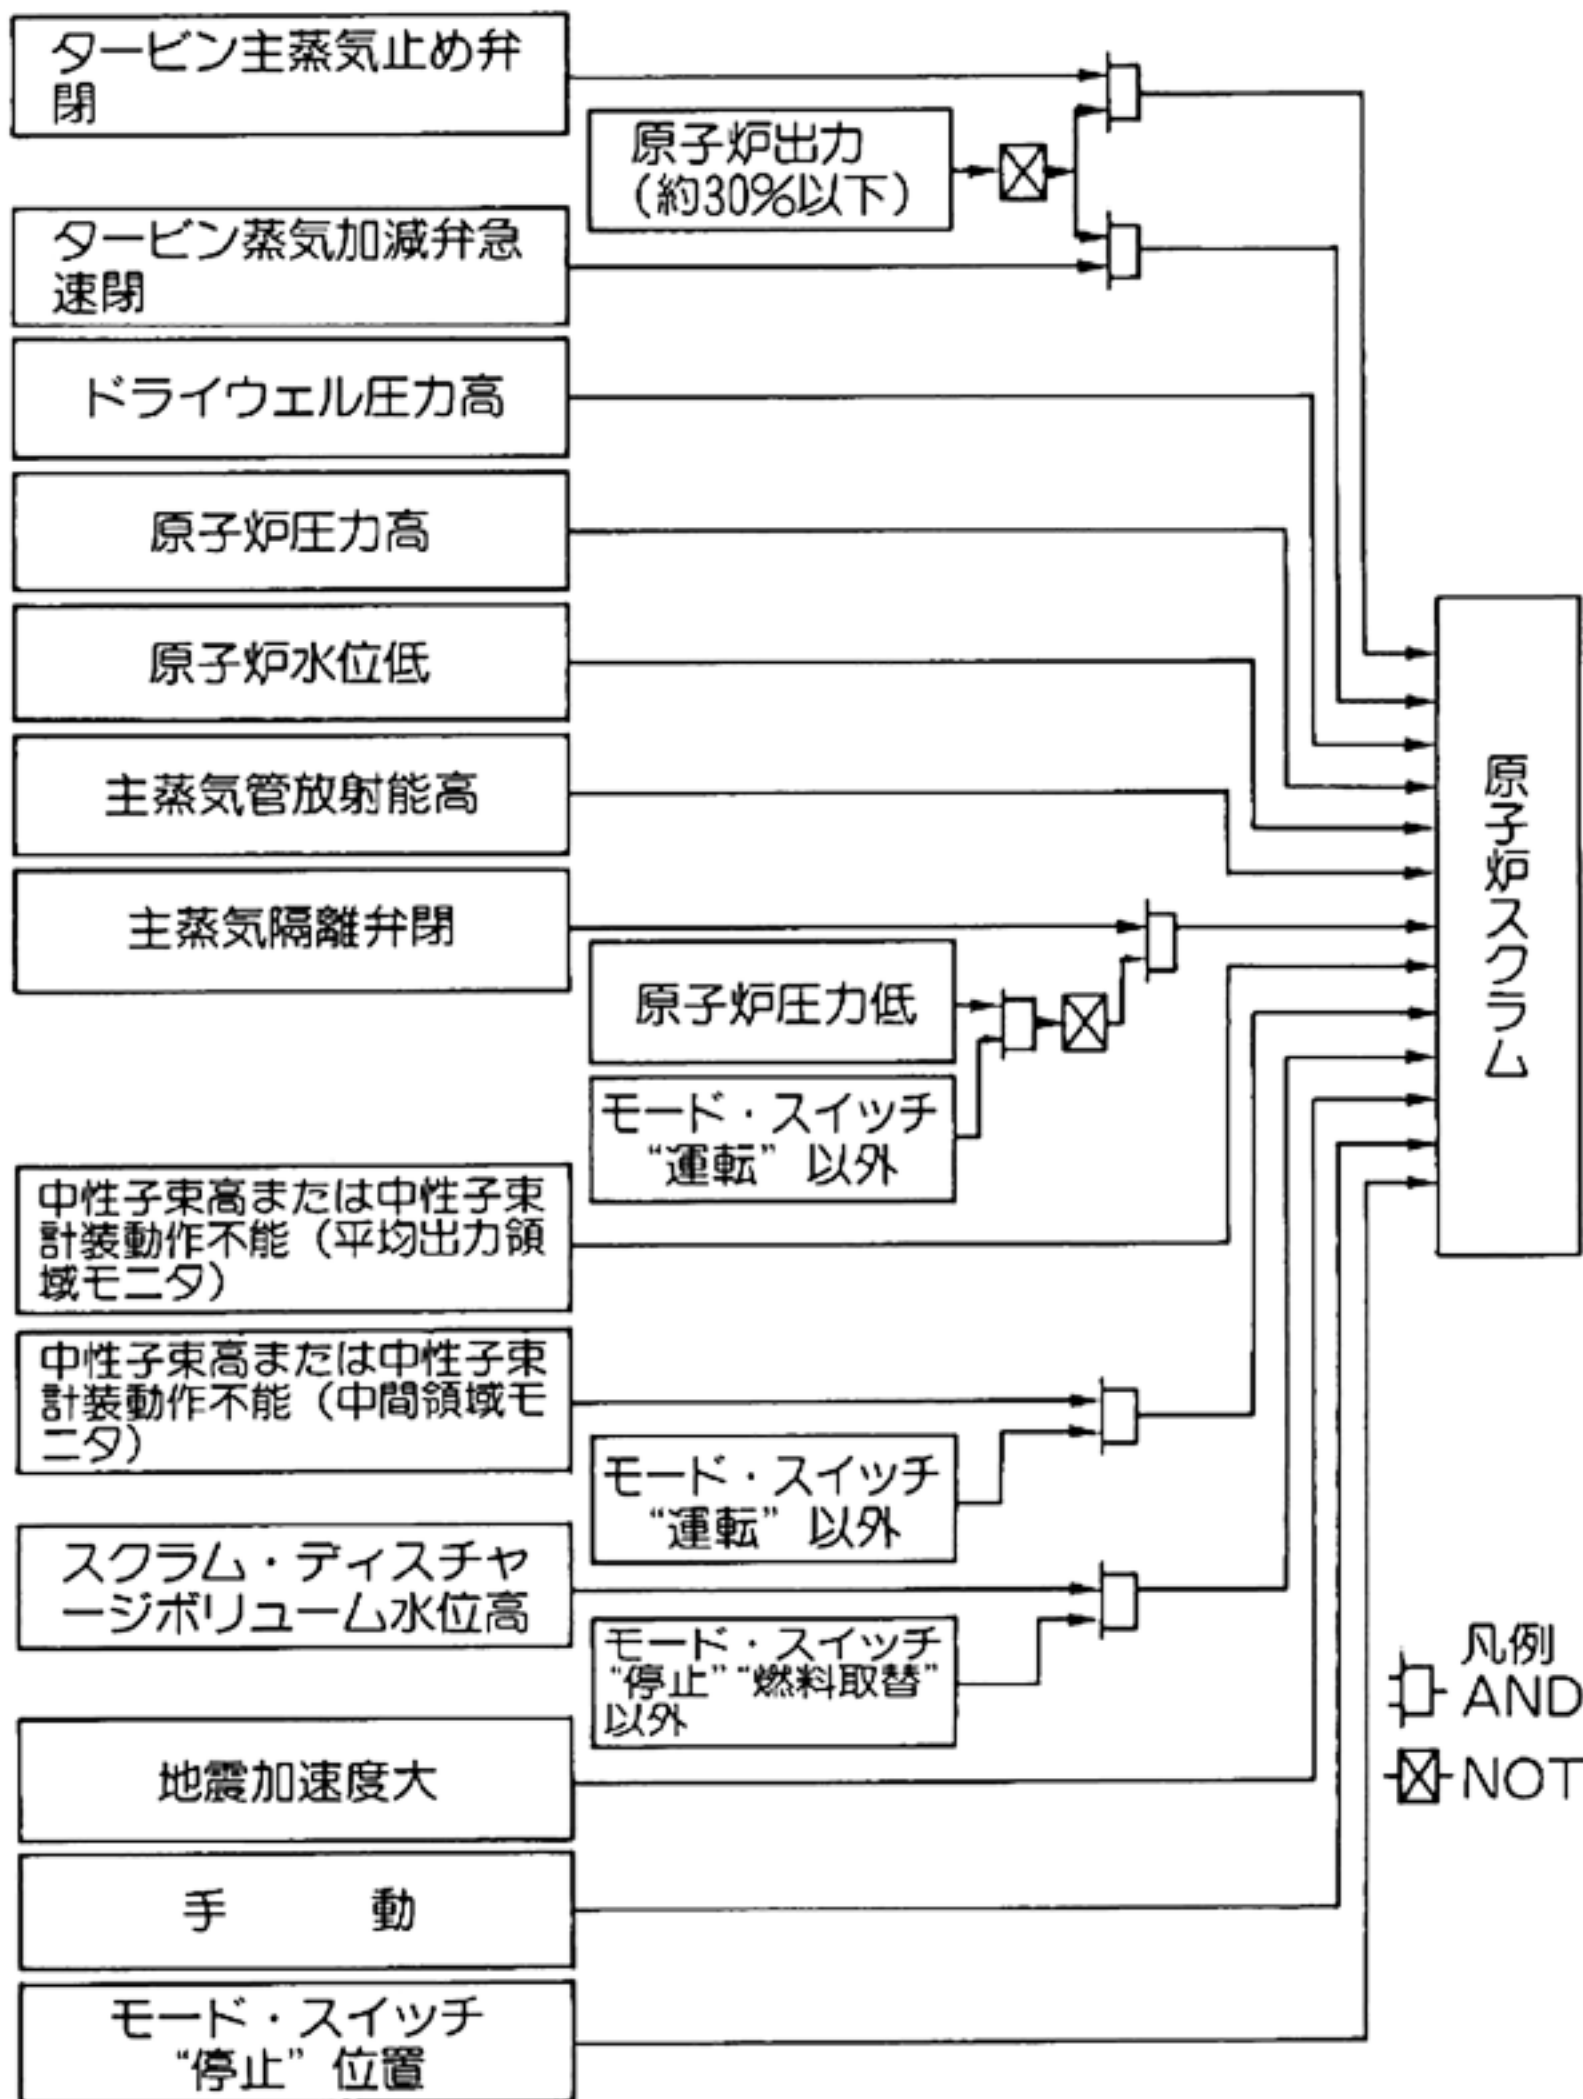 タービン主蒸気止め弁
閉
原子炉出力
(約30%以下)
タービン蒸気加減弁急
速閉
ドライウェル圧力高
原子炉圧力高
原子炉水位低
主蒸気管放射能高
主蒸気隔離弁閉
原子炉圧力低
モード・スイッチ
“運転”以外
中性子束高または中性子束
計装動作不能(平均出力領
域モニタ)
中性子束高または中性子束
計装動作不能(中間領域モ
ニタ)
モード・スイッチ
“運転”以外
スクラム・ディスチャ
ージボリューム水位高
モード・スイッチ
“停止”“燃料取替”
以外
地震加速度大
手 動
モード・スイッチ
“停止”位置
原子炉スクラム
凡例
AND
NOT